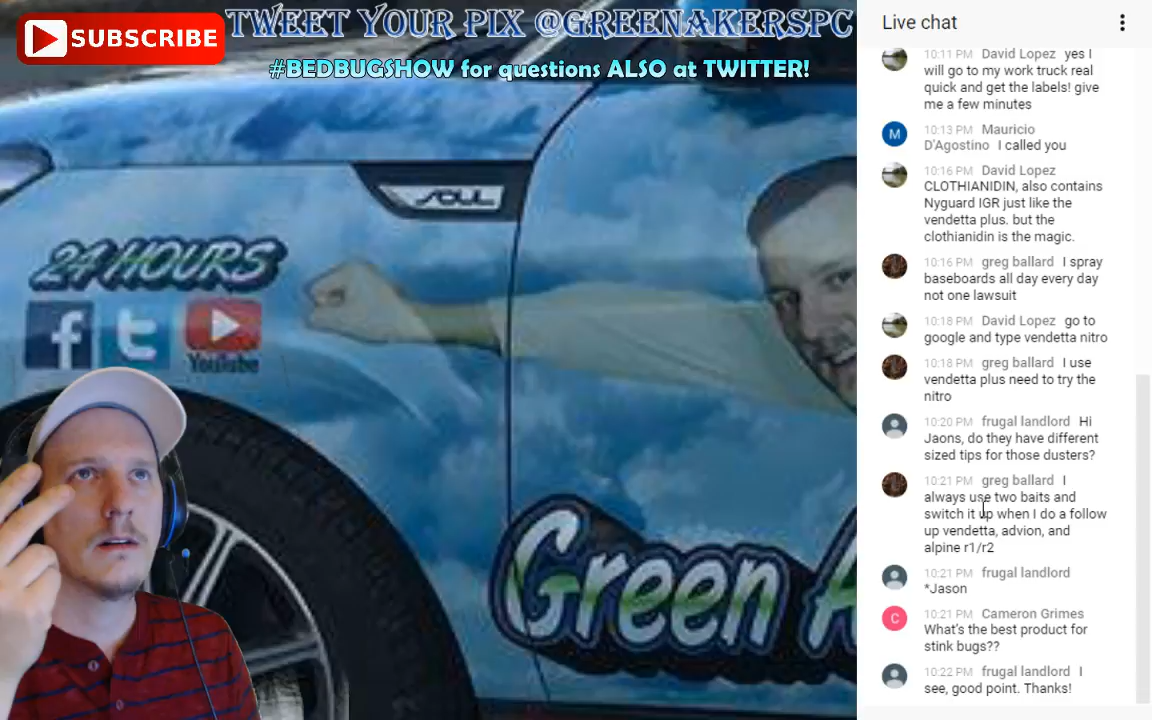 SUBSCRIBE
TWEET YOUR PIX @GREENAKERSPC
#BEDBUGSHOW for questions ALSO at TWITTER!
SOUL
24 HOURS
f t
YouTube
Green A
Live chat
10:11 PM David Lopez yes I
will go to my work truck real
quick and get the labels! give
me a few minutes
10:13 PM Mauricio
D'Agostino I called you
10:16 PM David Lopez
CLOTHIANIDIN, also contains
Nyguard IGR just like the
vendetta plus. but the
clothianidin is the magic.
10:16 PM greg ballard I spray
baseboards all day every day
not one lawsuit
10:18 PM David Lopez go to
google and type vendetta nitro
10:18 PM greg ballard I use
vendetta plus need to try the
nitro
10:20 PM frugal landlord Hi
Jaons, do they have different
sized tips for those dusters?
10:21 PM greg ballard I
always use two baits and
switch it up when I do a follow
up vendetta, advion, and
alpine r1/r2
10:21 PM frugal landlord
*Jason
C
10:21 PM Cameron Grimes
What's the best product for
stink bugs??
10:22 PM frugal landlord I
see, good point. Thanks!
M